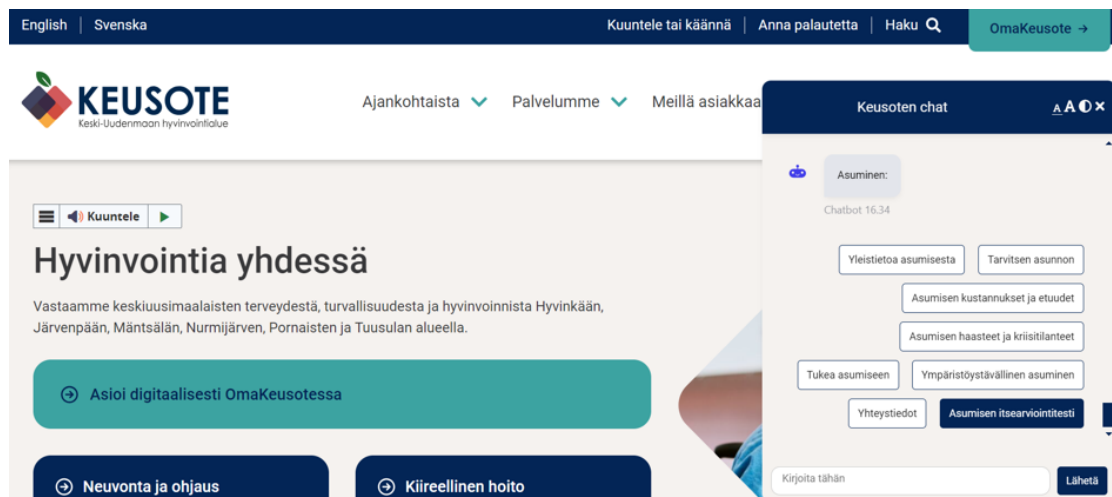 English | Svenska
Kuuntele tai käännä | Anna palautetta | Haku
OmaKeusote →
KEUSOTE
Keski-Uudenmaan hyvinvointialue
Ajankohtaista
Palvelumme
Meillä asiakkaa
Keusoten chat
A A
Asuminen:
Chatbot 16.34
Kuuntele
Hyvinvointia yhdessä
Vastaamme keskiuusimaalaisten terveydestä, turvallisuudesta ja hyvinvoinnista Hyvinkään,
Järvenpään, Mäntsälän, Nurmijärven, Pornaisten ja Tuusulan alueella.
Asioi digitaalisesti OmaKeusotessa
Neuvonta ja ohjaus
Kiireellinen hoito
Yleistietoa asumisesta
Tarvitsen asunnon
Asumisen kustannukset ja etuudet
Asumisen haasteet ja kriisitilanteet
Tukea asumiseen
Ympäristöystävällinen asuminen
Yhteystiedot
Asumisen itsearviointitesti
Kirjoita tähän
Lähetä